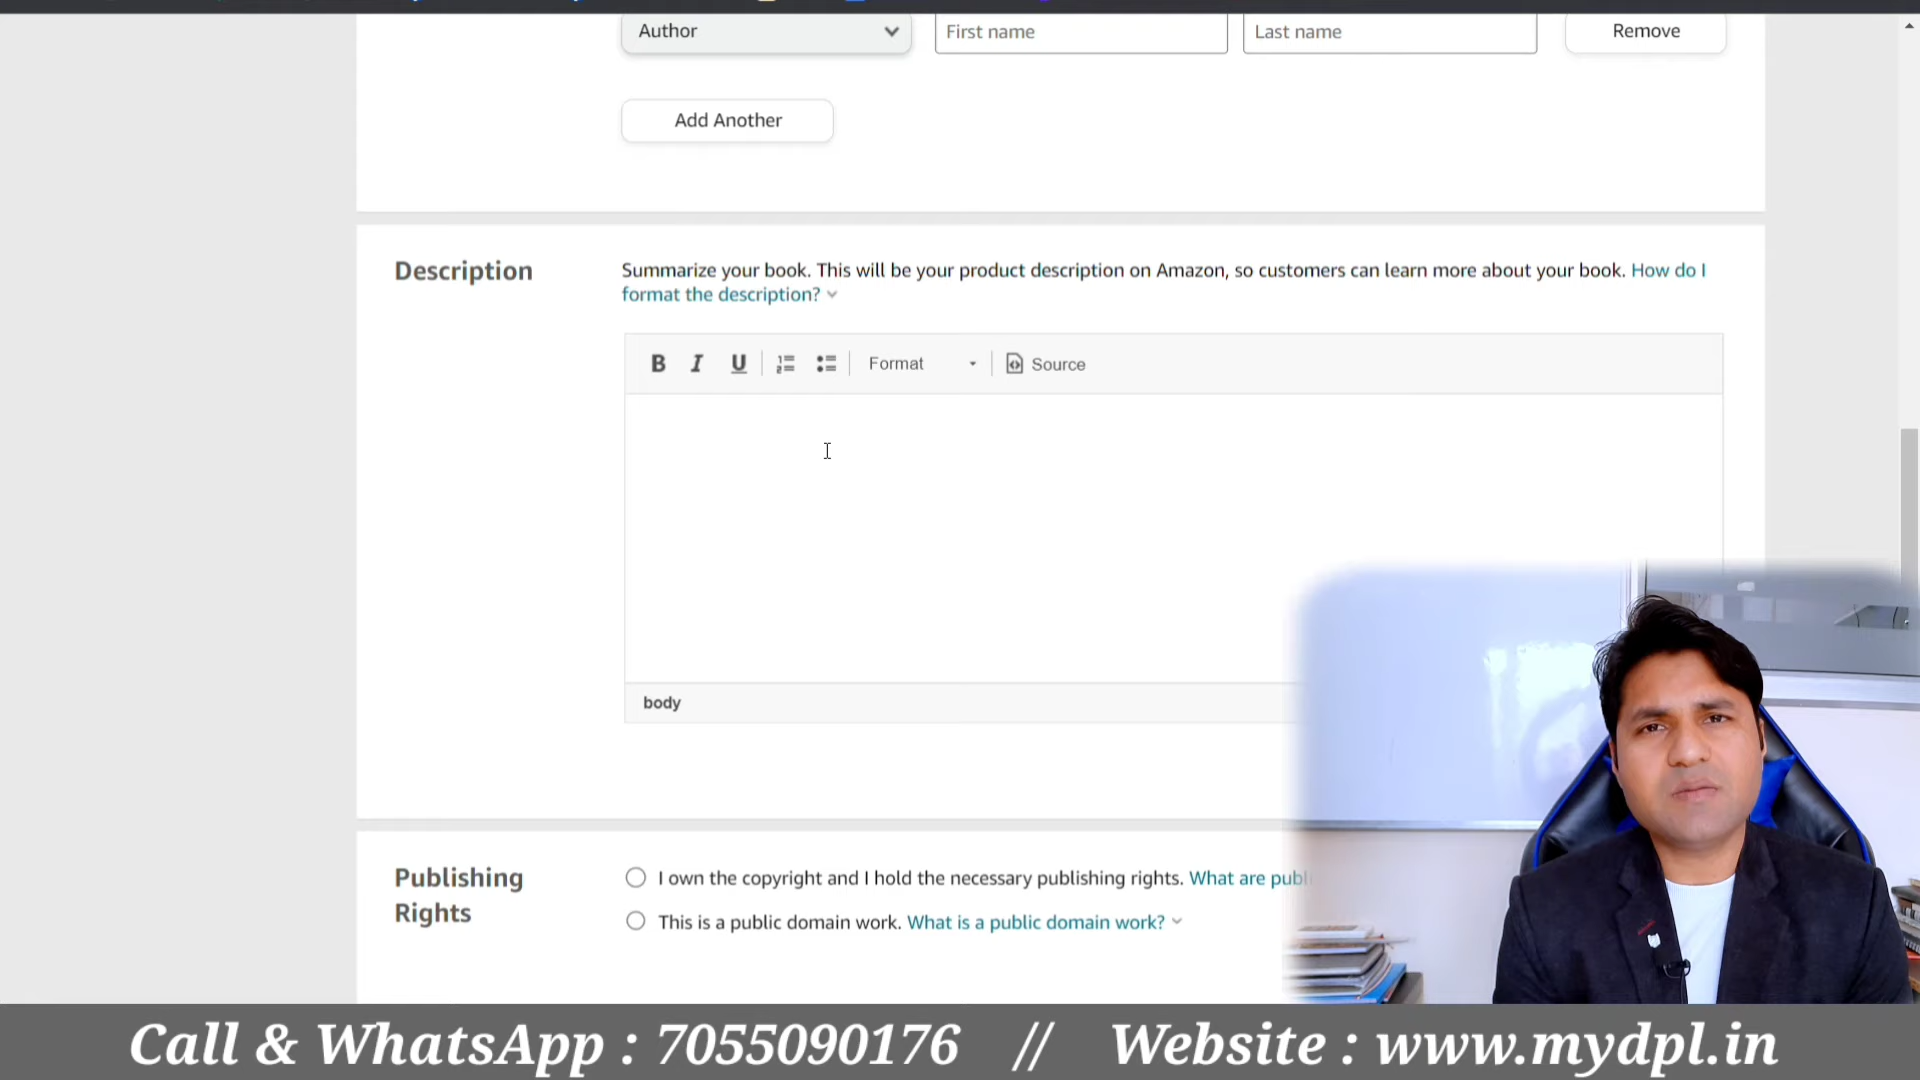 Author
First name
Last name
Remove
Add Another
Description
Summarize your book. This will be your product description on Amazon, so customers can learn more about your book. How do I
format the description?
B I U Format Source
body
Publishing
Rights
I own the copyright and I hold the necessary publishing rights. What are publ
This is a public domain work. What is a public domain work?
Call & WhatsApp : 7055090176 // Website : www.mydpl.in